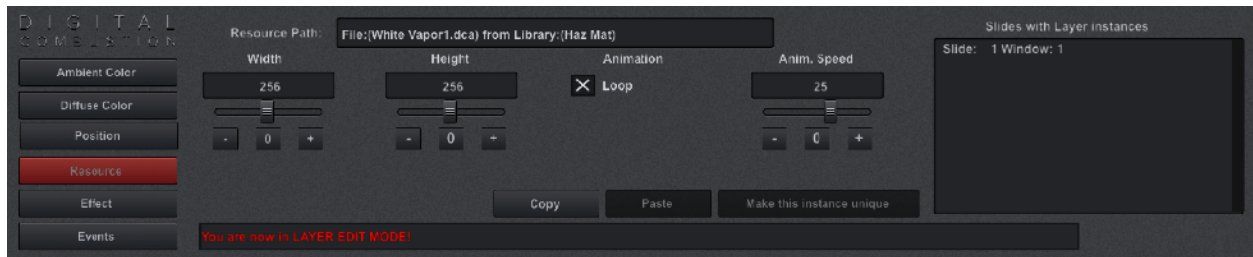 DIGITAL
COMBUSTION
Ambient Color
Diffuse Color
Position
Resource
Effect
Events
Resource Path: File:(White Vapor1.dca) from Library:(Haz Mat)
Width Height Animation Anim. Speed
256 256 X Loop 25
- 0 + - 0 + - 0 +
Copy Paste Make this instance unique
You are now in LAYER EDIT MODE!
Slides with Layer instances
Slide: 1 Window: 1